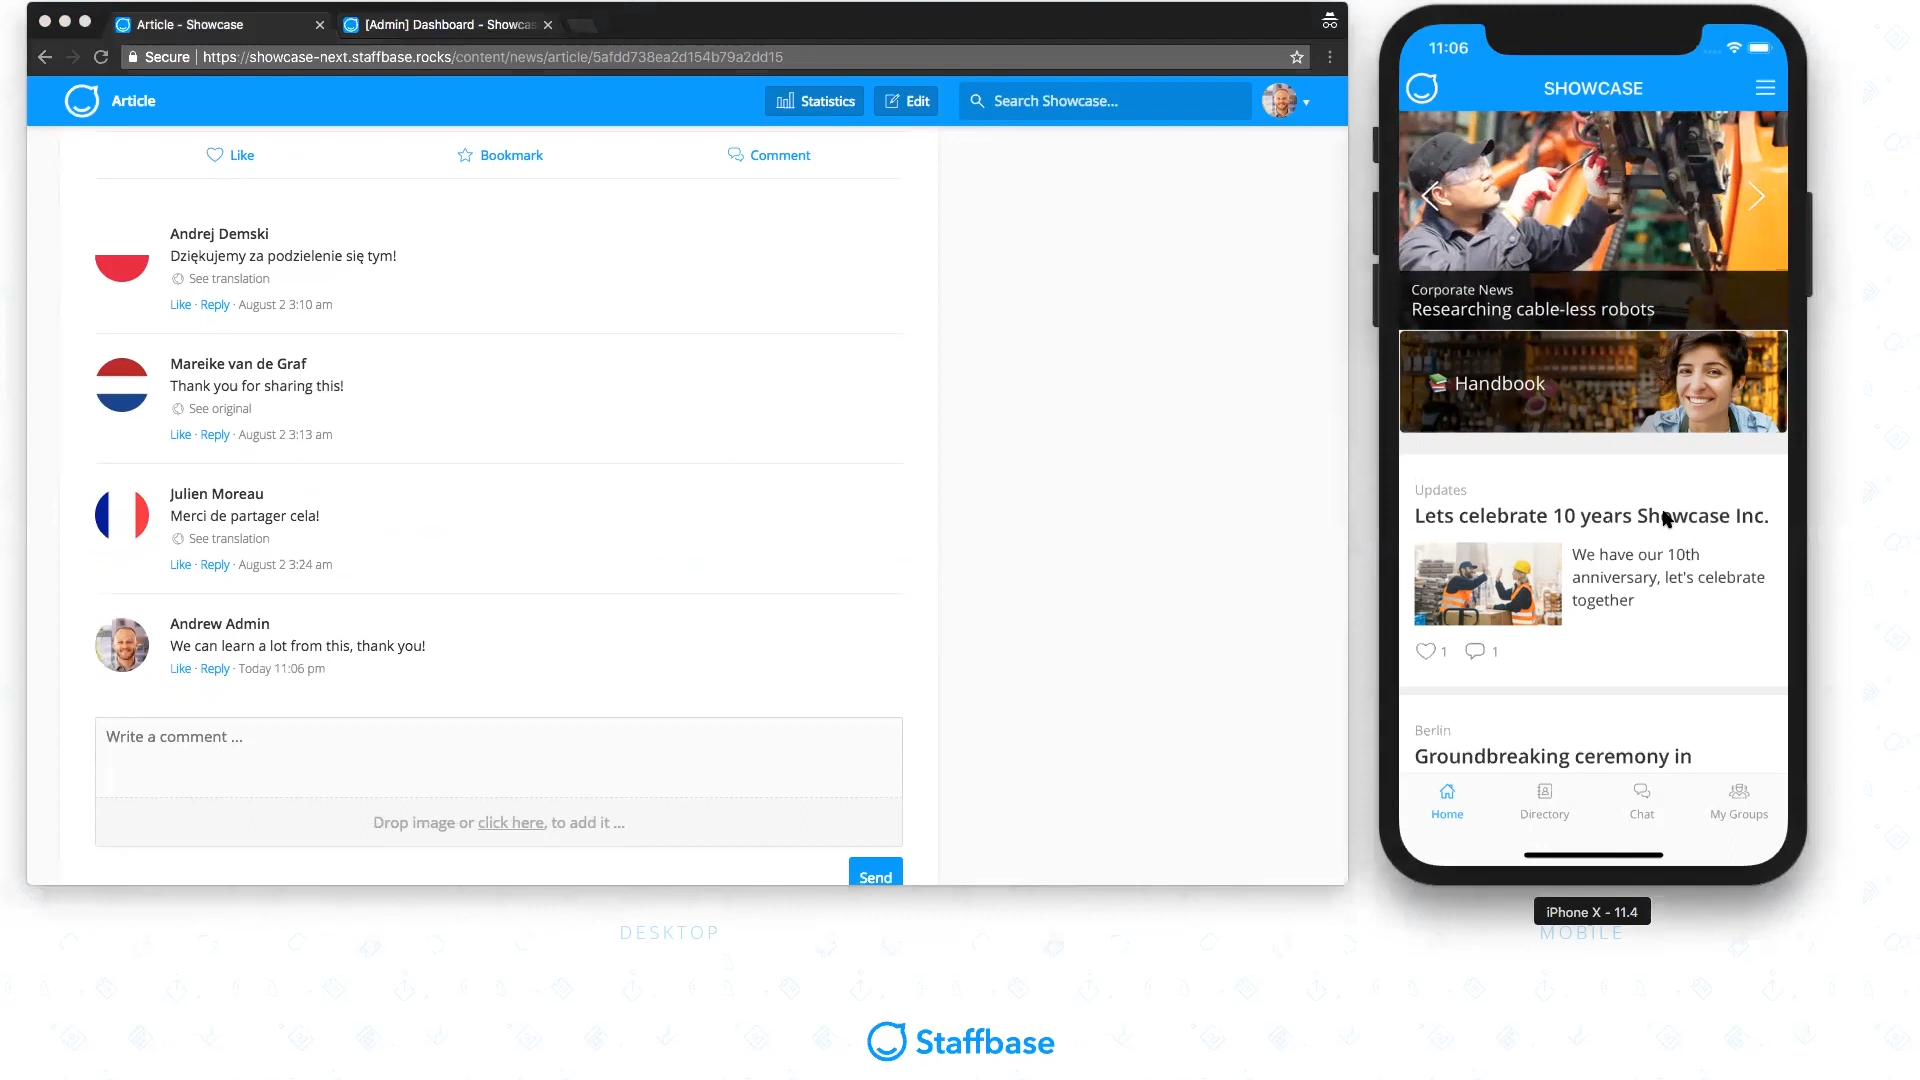 Article - Showcase
[Admin] Dashboard - Showcas
Secure
https://showcase-next.staffbase.rocks/content/news/article/5afdd738ea2d154b79a2dd15
Article
Statistics
Edit
Search Showcase...
Like
Bookmark
Comment
Andrej Demski
Dziękujemy za podzielenie się tym!
See translation
Like · Reply · August 2 3:10 am
Mareike van de Graf
Thank you for sharing this!
See original
Like · Reply · August 2 3:13 am
Julien Moreau
Merci de partager cela!
See translation
Like · Reply · August 2 3:24 am
Andrew Admin
We can learn a lot from this, thank you!
Like · Reply · Today 11:06 pm
Write a comment ...
Drop image or click here, to add it ...
Send
DESKTOP
11:06
SHOWCASE
Corporate News
Researching cable-less robots
Handbook
Updates
Lets celebrate 10 years Showcase Inc.
We have our 10th
anniversary, let's celebrate
together
1
1
Berlin
Groundbreaking ceremony in
Home
Directory
Chat
My Groups
iPhone X - 11.4
MOBILE
Staffbase